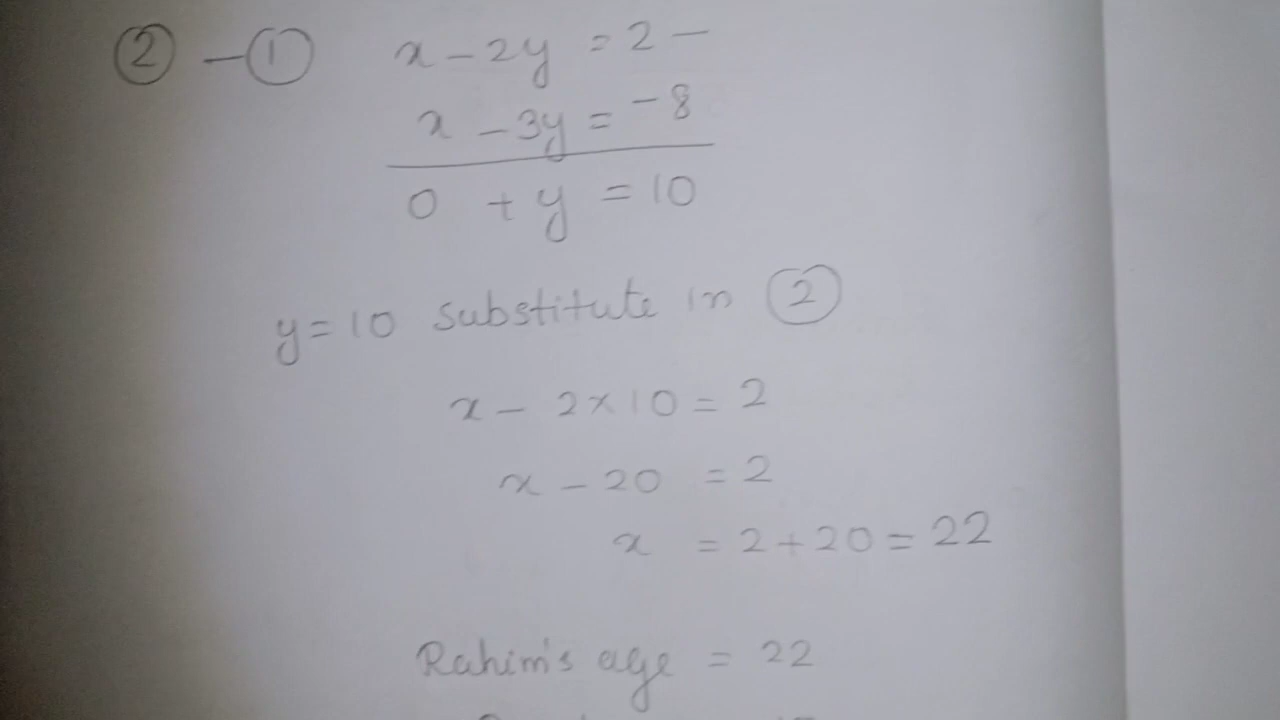 ② - ① x - 2y = 2 -
x - 3y = -8
0 + y = 10
y = 10 substitute in ②
x - 2 × 10 = 2
x - 20 = 2
x = 2 + 20 = 22
Rahim's age = 22